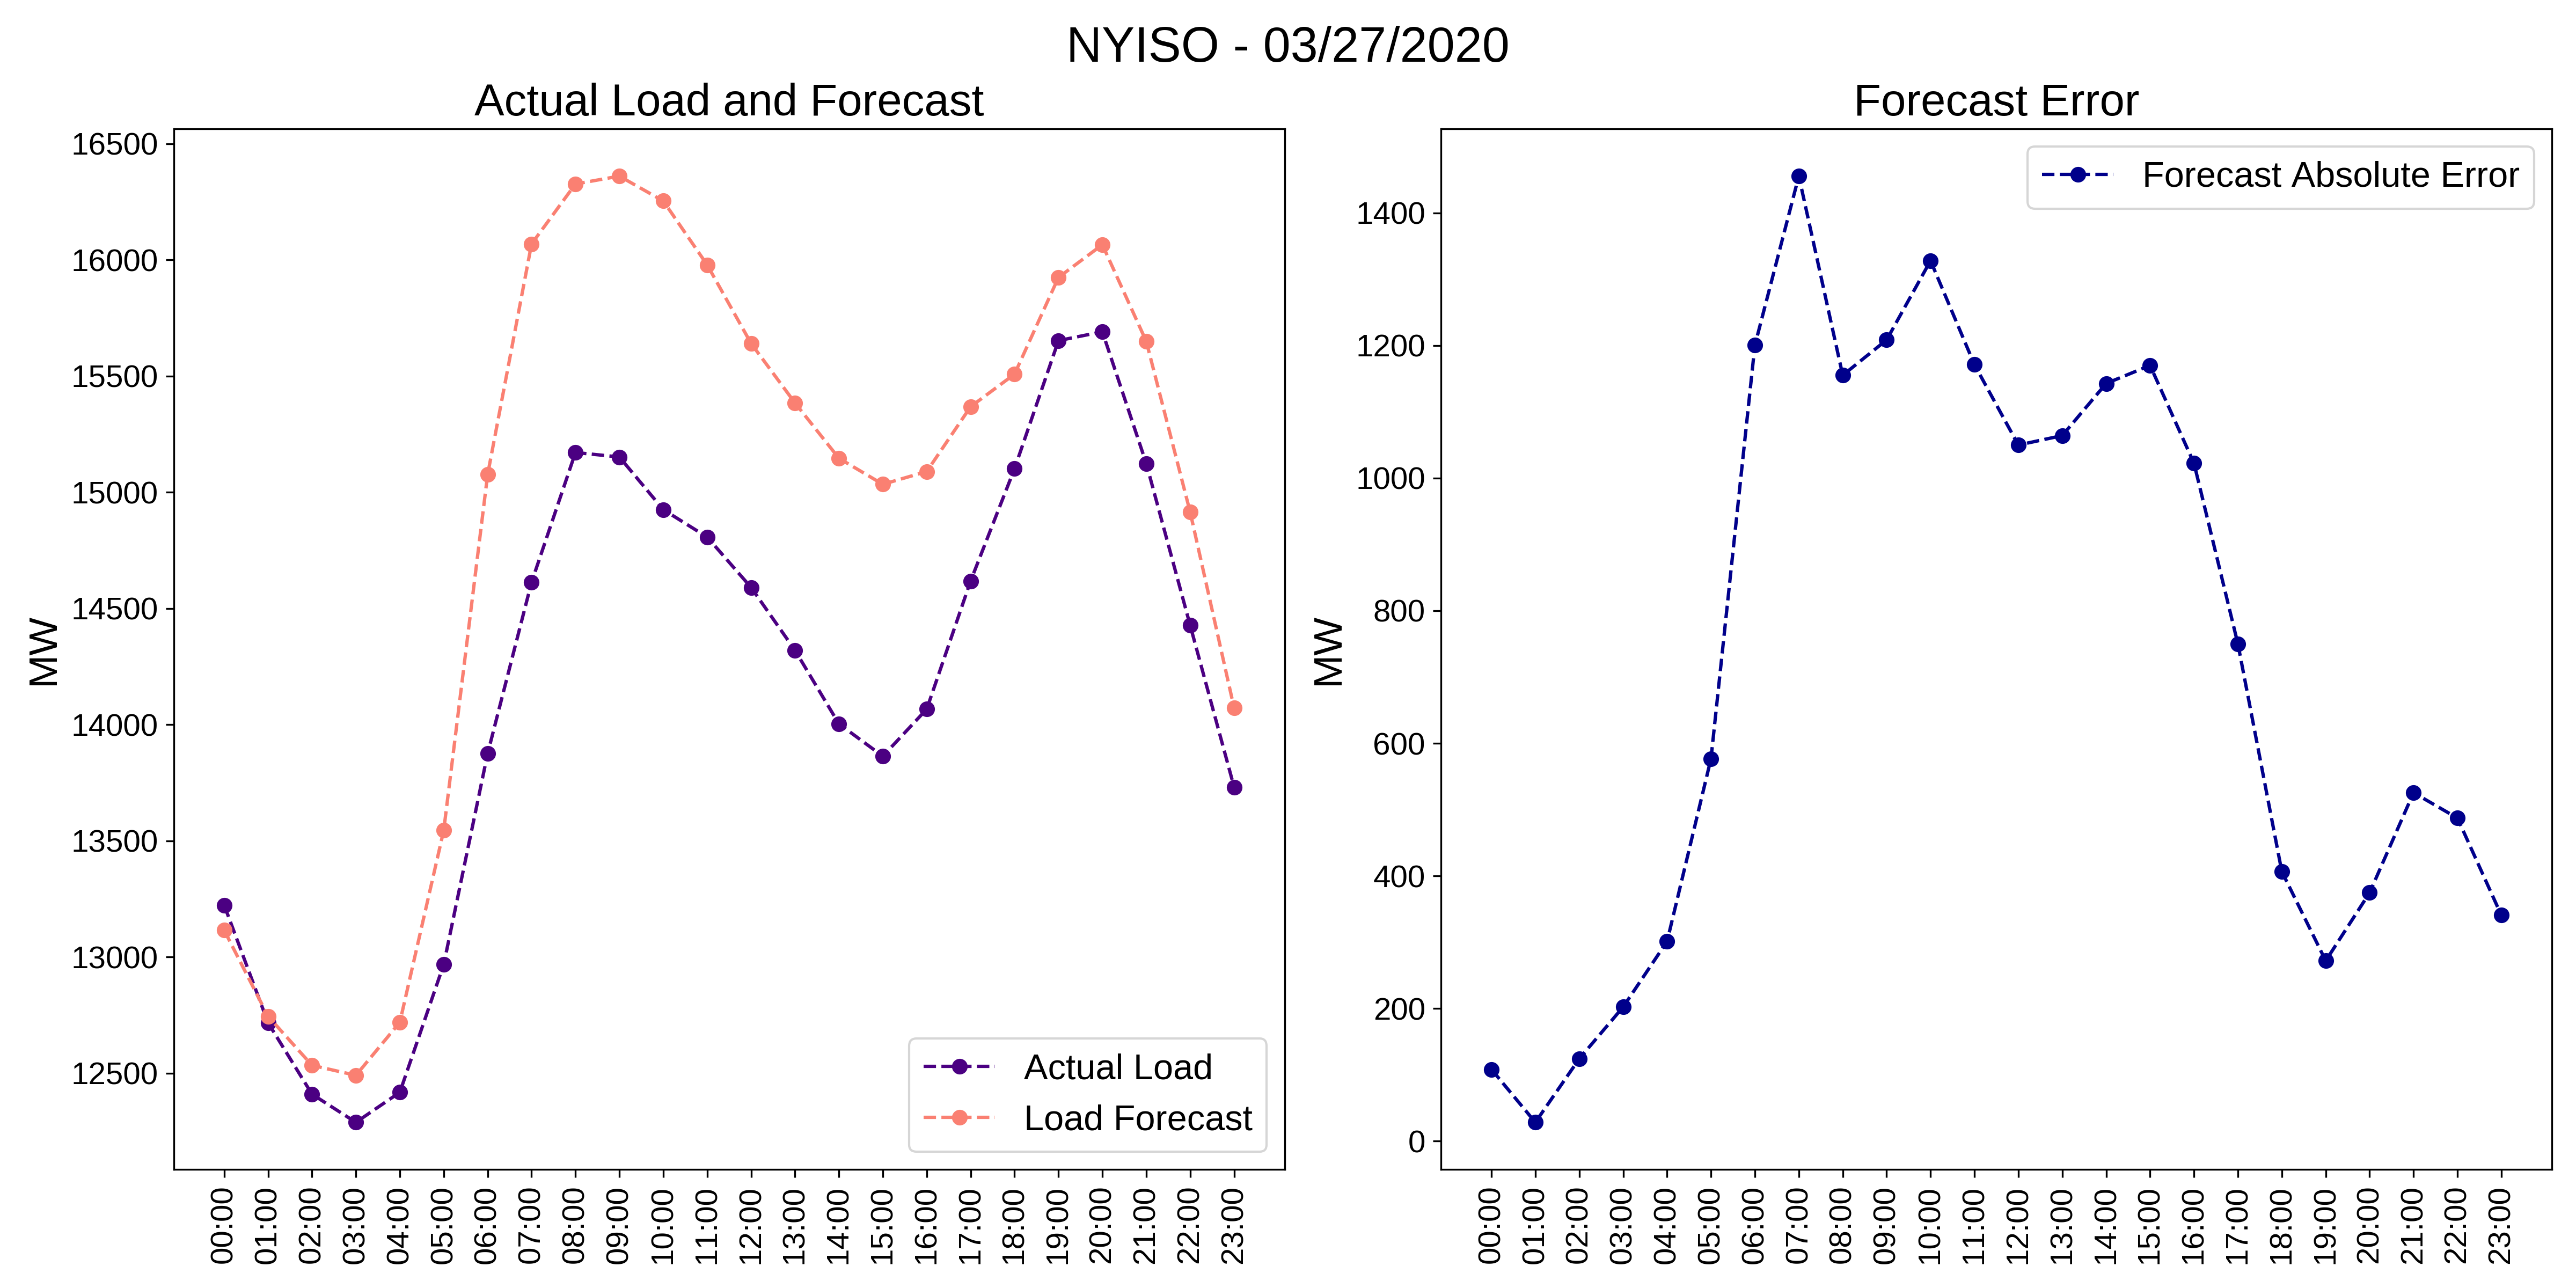 NYISO - 03/27/2020
Actual Load and Forecast
MW
16500
16000
15500
15000
14500
14000
13500
13000
12500
Actual Load
Load Forecast
00:00 01:00 02:00 03:00 04:00 05:00 06:00 07:00 08:00 09:00 10:00 11:00 12:00 13:00 14:00 15:00 16:00 17:00 18:00 19:00 20:00 21:00 22:00 23:00
Forecast Error
MW
1400
1200
1000
800
600
400
200
0
Forecast Absolute Error
00:00 01:00 02:00 03:00 04:00 05:00 06:00 07:00 08:00 09:00 10:00 11:00 12:00 13:00 14:00 15:00 16:00 17:00 18:00 19:00 20:00 21:00 22:00 23:00